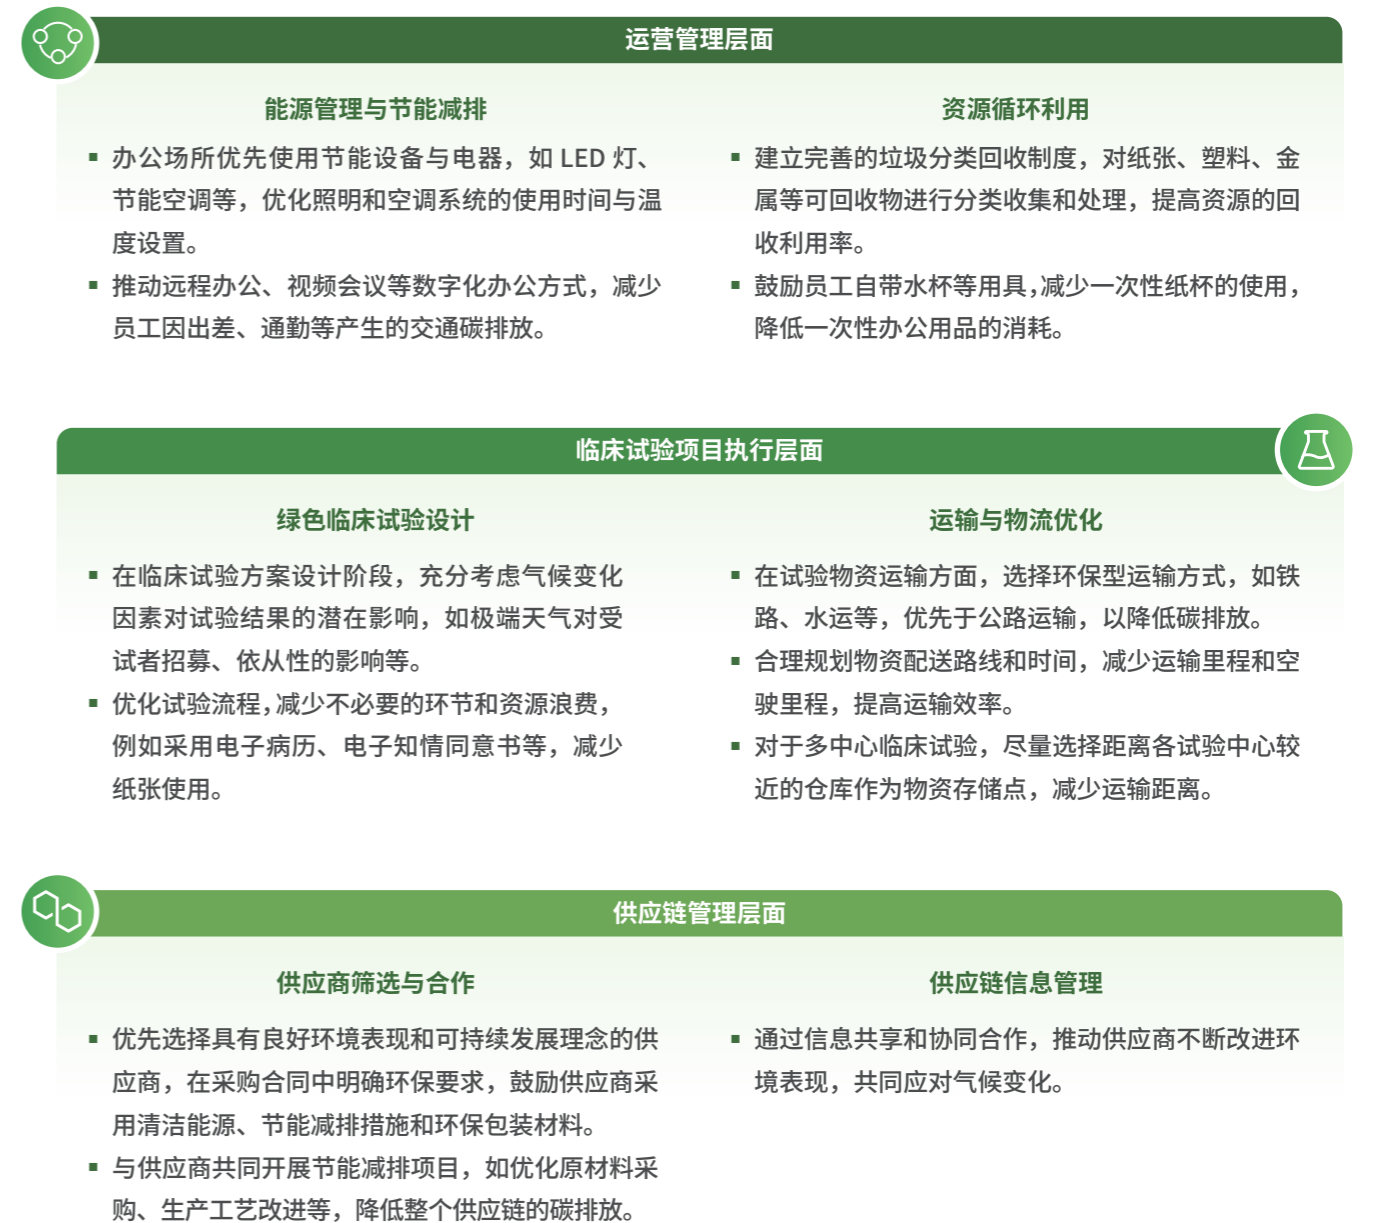 运营管理层面
能源管理与节能减排
办公场所优先使用节能设备与电器，如 LED 灯、
节能空调等，优化照明和空调系统的使用时间与温
度设置。
推动远程办公、视频会议等数字化办公方式，减少
员工因出差、通勤等产生的交通碳排放。
资源循环利用
建立完善的垃圾分类回收制度，对纸张、塑料、金
属等可回收物进行分类收集和处理，提高资源的回
收利用率。
鼓励员工自带水杯等用具，减少一次性纸杯的使用，
降低一次性办公用品的消耗。
临床试验项目执行层面
绿色临床试验设计
在临床试验方案设计阶段，充分考虑气候变化
因素对试验结果的潜在影响，如极端天气对受
试者招募、依从性的影响等。
优化试验流程，减少不必要的环节和资源浪费，
例如采用电子病历、电子知情同意书等，减少
纸张使用。
运输与物流优化
在试验物资运输方面，选择环保型运输方式，如铁
路、水运等，优先于公路运输，以降低碳排放。
合理规划物资配送路线和时间，减少运输里程和空
驶里程，提高运输效率。
对于多中心临床试验，尽量选择距离各试验中心较
近的仓库作为物资存储点，减少运输距离。
供应链管理层面
供应商筛选与合作
优先选择具有良好环境表现和可持续发展理念的供
应商，在采购合同中明确环保要求，鼓励供应商采
用清洁能源、节能减排措施和环保包装材料。
与供应商共同开展节能减排项目，如优化原材料采
购、生产工艺改进等，降低整个供应链的碳排放。
供应链信息管理
通过信息共享和协同合作，推动供应商不断改进环
境表现，共同应对气候变化。